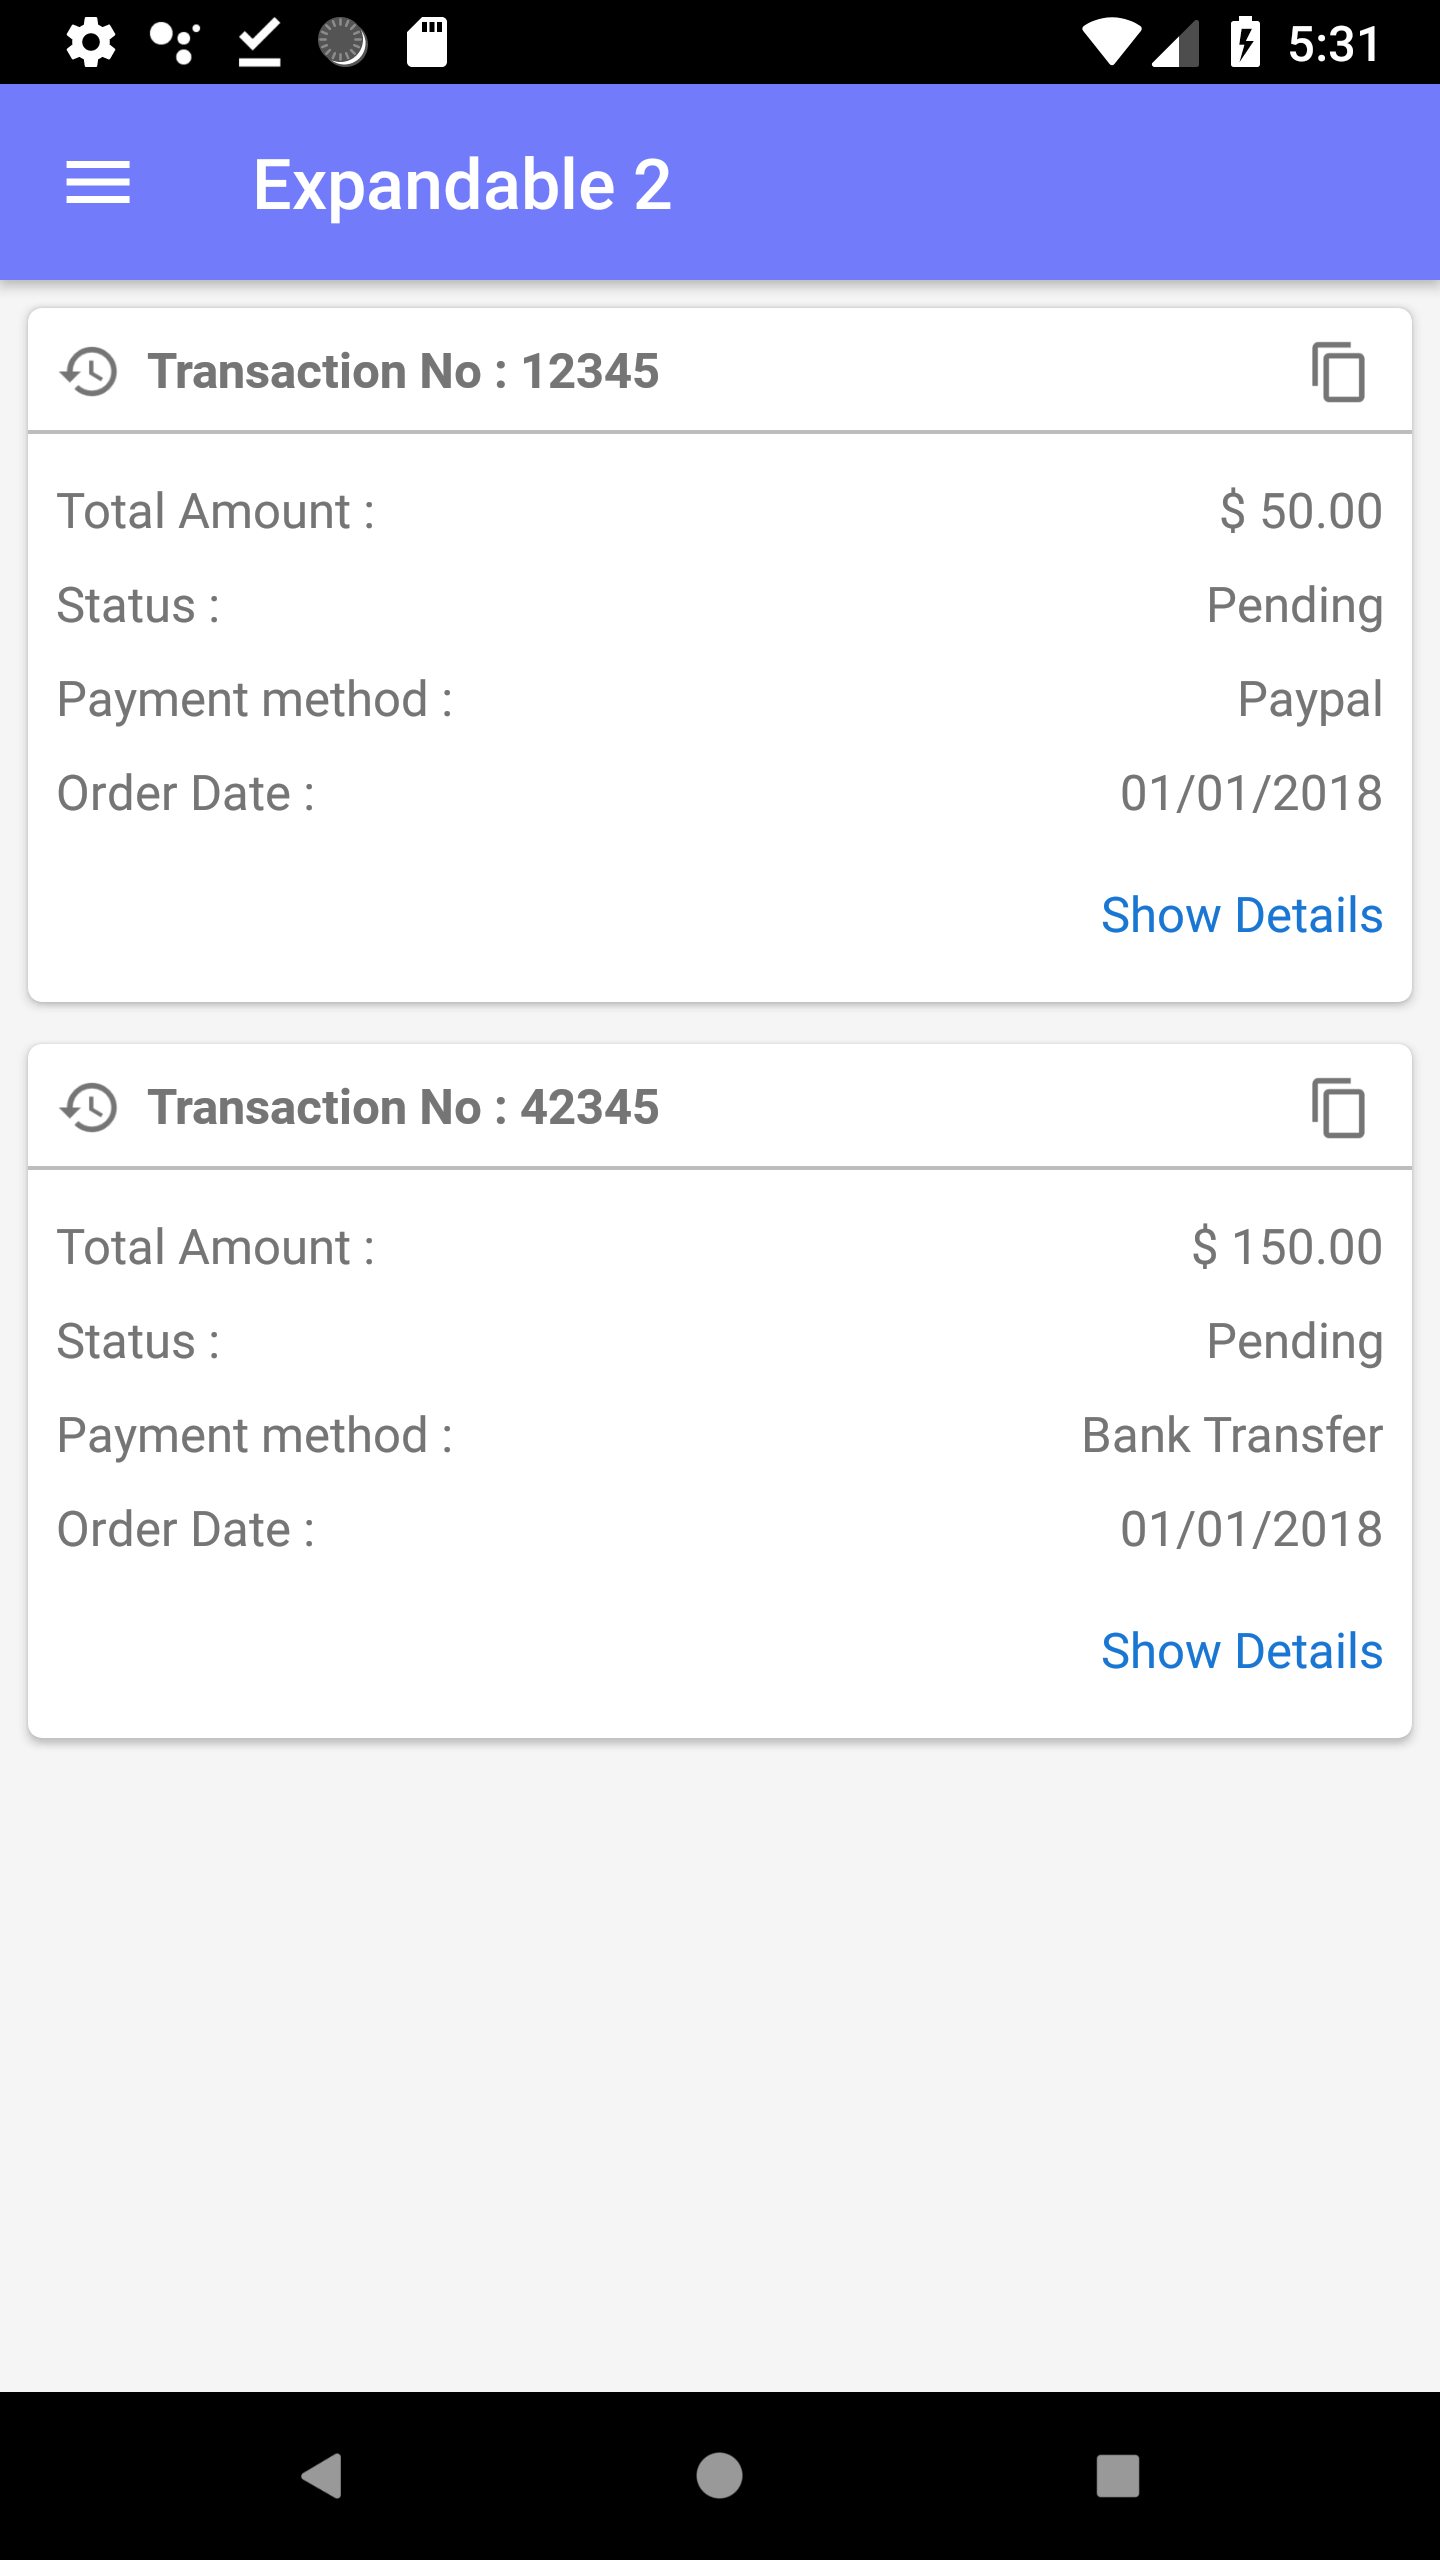 5:31
Expandable 2
Transaction No : 12345
Total Amount : $ 50.00
Status : Pending
Payment method : Paypal
Order Date : 01/01/2018
Show Details
Transaction No : 42345
Total Amount : $ 150.00
Status : Pending
Payment method : Bank Transfer
Order Date : 01/01/2018
Show Details